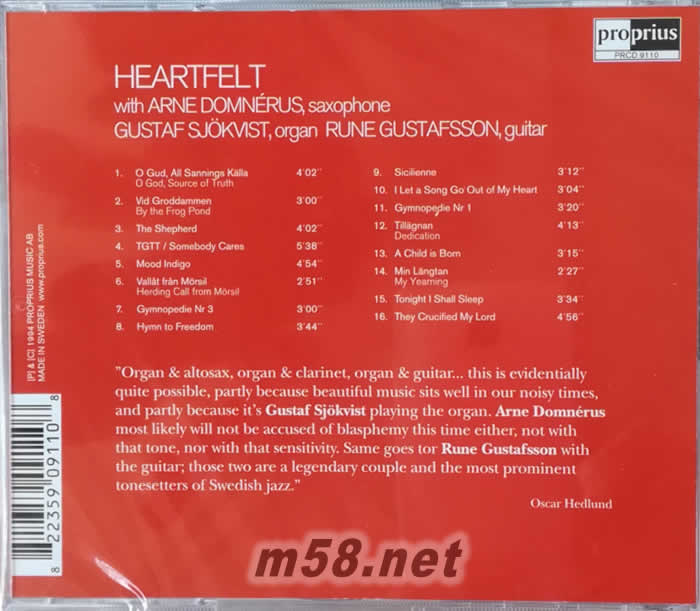 proprius
PRCD 9110
HEARTFELT
with ARNE DOMNÉRUS, saxophone
GUSTAF SJÖKVIST, organ RUNE GUSTAFSSON, guitar
1. O Gud, All Sannings Källa 4'02''
O God, Source of Truth
2. Vid Groddammen 3'00''
By the Frog Pond
3. The Shepherd 4'02''
4. TGTT / Somebody Cares 5'38''
5. Mood Indigo 4'54''
6. Vallåt från Mörsil 2'51''
Herding Call from Mörsil
7. Gymnopedie Nr 3 3'00''
8. Hymn to Freedom 3'44''
9. Sicilienne 3'12''
10. I Let a Song Go Out of My Heart 3'04''
11. Gymnopedie Nr 1 3'20''
12. Tillägnan 4'13''
Dedication
13. A Child is Born 3'15''
14. Min Längtan 2'27''
My Yearning
15. Tonight I Shall Sleep 3'34''
16. They Crucified My Lord 4'56''
"Organ & altosax, organ & clarinet, organ & guitar... this is evidentially
quite possible, partly because beautiful music sits well in our noisy times,
and partly because it's Gustaf Sjökvist playing the organ. Arne Domnérus
most likely will not be accused of blasphemy this time either, not with
that tone, nor with that sensitivity. Same goes tor Rune Gustafsson with
the guitar; those two are a legendary couple and the most prominent
tonesetters of Swedish jazz."
Oscar Hedlund
[P] & [C] 1994 PROPRIUS MUSIC AB
MADE IN SWEDEN www.proprius.com
8 22359 09110 8
m58.net